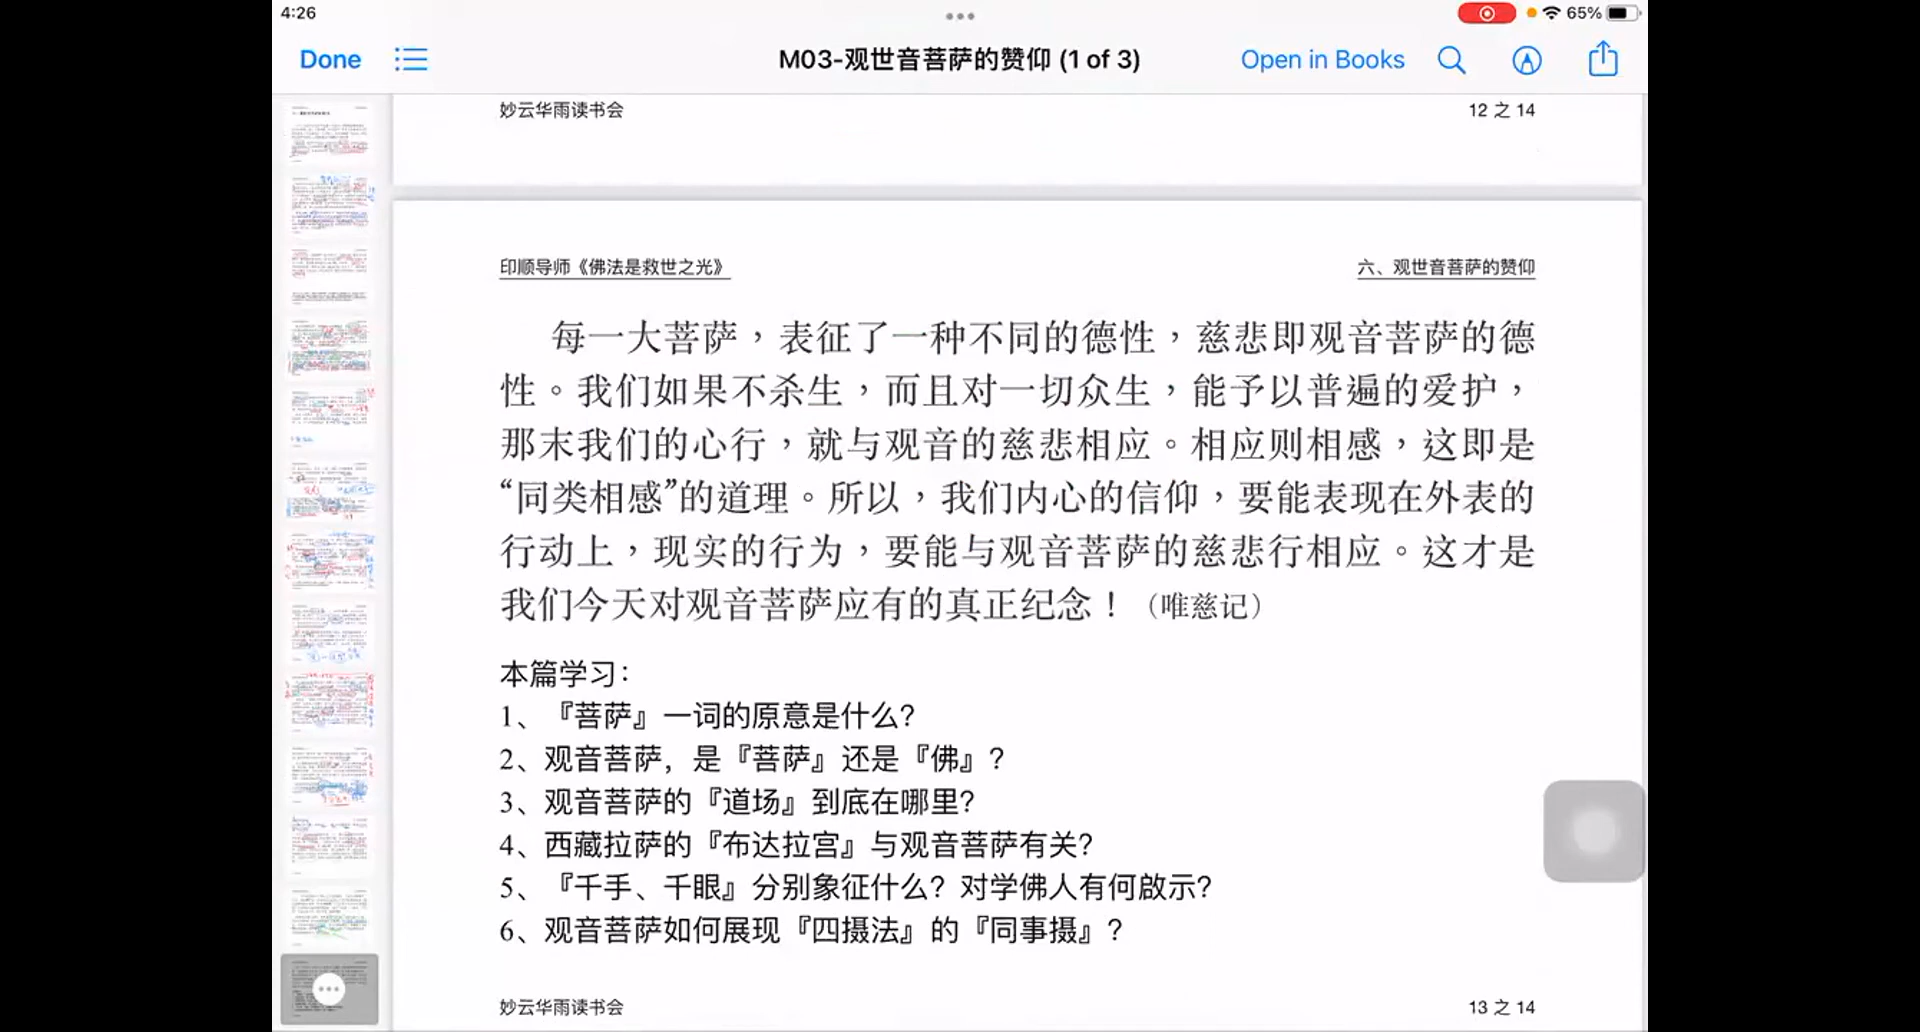 4:26
65%
Done
M03-观世音菩萨的赞仰 (1 of 3)
Open in Books
妙云华雨读书会
12 之 14
印顺导师《佛法是救世之光》
六、观世音菩萨的赞仰
每一大菩萨，表征了一种不同的德性，慈悲即观音菩萨的德
性。我们如果不杀生，而且对一切众生，能予以普遍的爱护，
那末我们的心行，就与观音的慈悲相应。相应则相感，这即是
“同类相感”的道理。所以，我们内心的信仰，要能表现在外表的
行动上，现实的行为，要能与观音菩萨的慈悲行相应。这才是
我们今天对观音菩萨应有的真正纪念！（唯慈记）
本篇学习：
1、『菩萨』一词的原意是什么？
2、观音菩萨，是『菩萨』还是『佛』？
3、观音菩萨的『道场』到底在哪里？
4、西藏拉萨的『布达拉宫』与观音菩萨有关？
5、『千手、千眼』分别象征什么？对学佛人有何啟示？
6、观音菩萨如何展现『四摄法』的『同事摄』？
妙云华雨读书会
13 之 14